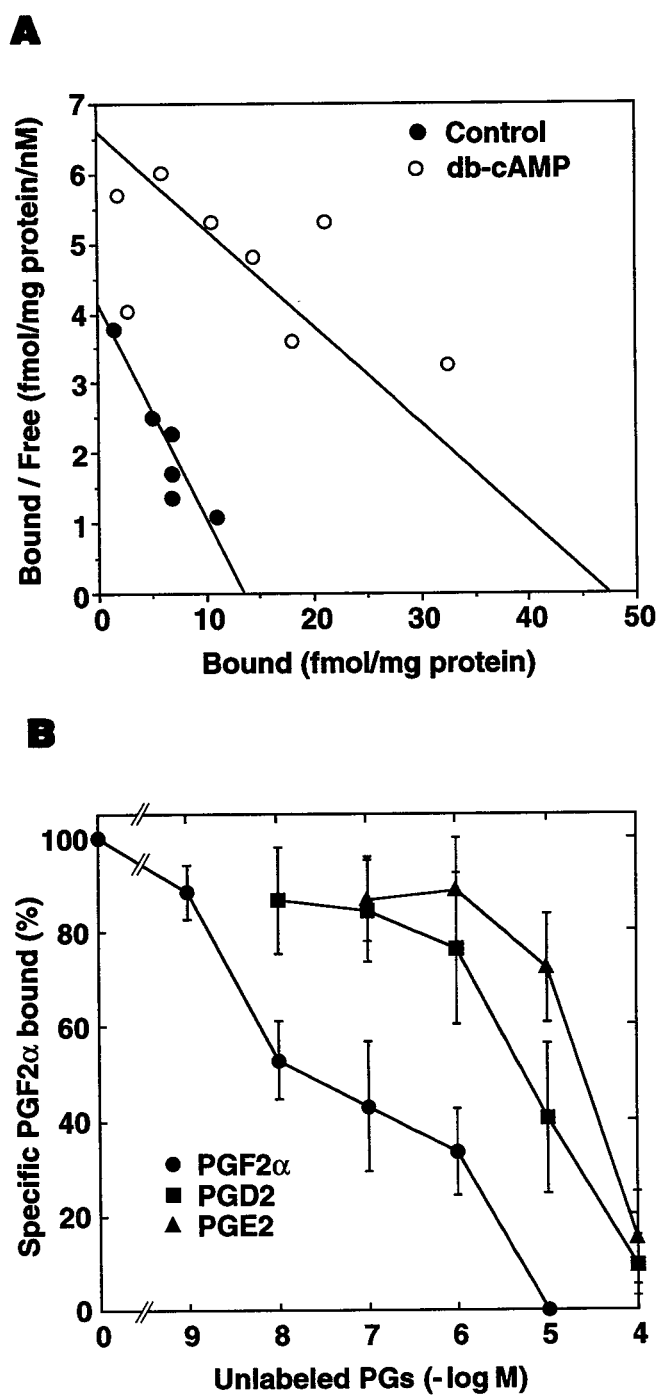 A
7
6
5
4
3
2
1
0
Bound / Free (fmol/mg protein/nM)
● Control
○ db-cAMP
0 10 20 30 40 50
Bound (fmol/mg protein)
B
100
80
60
40
20
0
Specific PGF2α bound (%)
● PGF2α
■ PGD2
▲ PGE2
0 9 8 7 6 5 4
Unlabeled PGs (-log M)